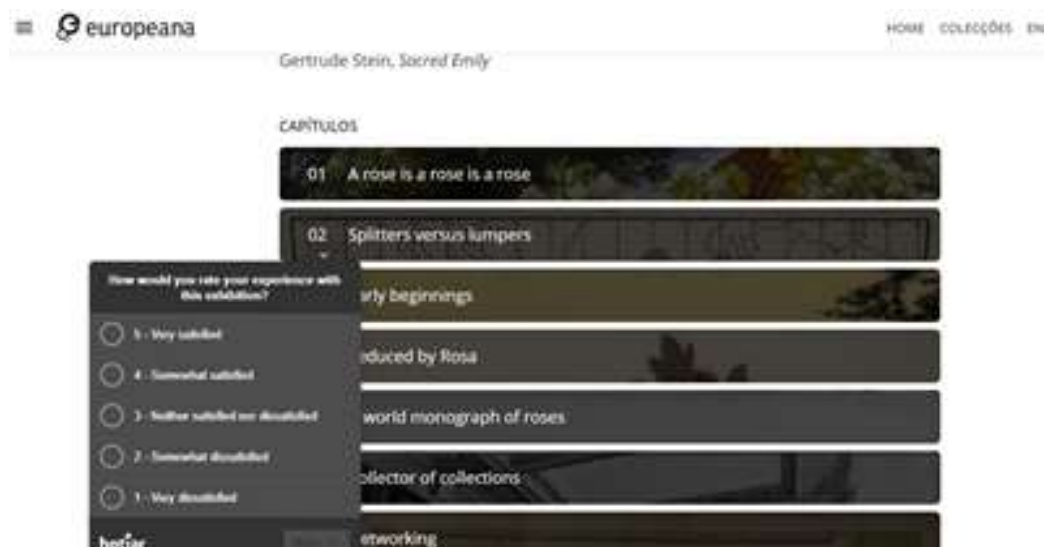 europeana
HOME COLECÇÕES
Gertrude Stein, Sacred Emily
CAPÍTULOS
01 A rose is a rose is a rose
02 Splitters versus lumpers
arly beginnings
educed by Rosa
world monograph of roses
ollector of collections
etworking
How would you rate your experience with
this exhibition?
5 - Very satisfied
4 - Somewhat satisfied
3 - Neither satisfied nor dissatisfied
2 - Somewhat dissatisfied
1 - Very dissatisfied
hotjar